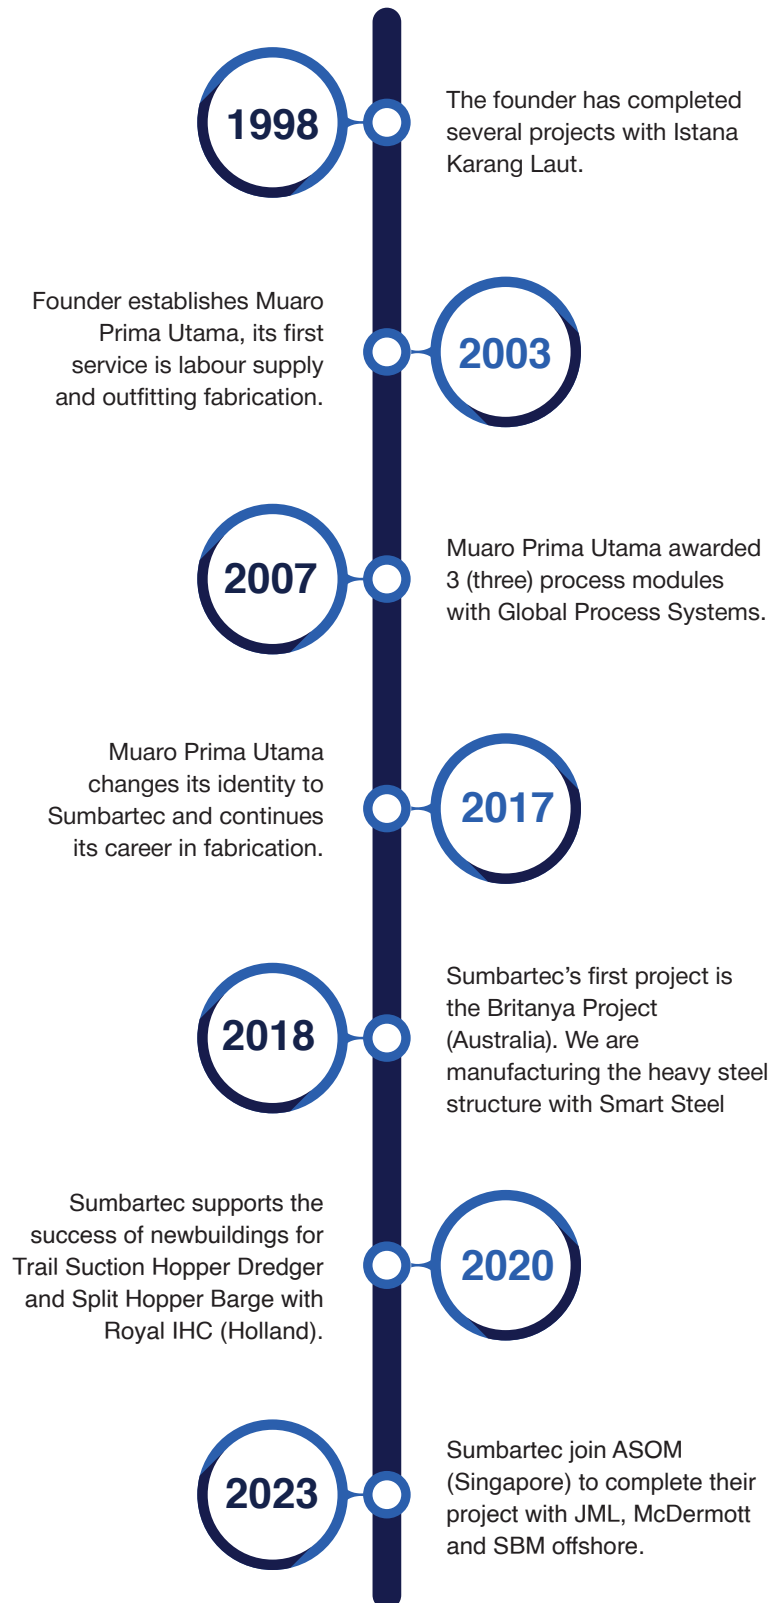 1998
The founder has completed
several projects with Istana
Karang Laut.
Founder establishes Muaro
Prima Utama, its first
service is labour supply
and outfitting fabrication.
2003
2007
Muaro Prima Utama awarded
3 (three) process modules
with Global Process Systems.
Muaro Prima Utama
changes its identity to
Sumbartec and continues
its career in fabrication.
2017
2018
Sumbartec’s first project is
the Britanya Project
(Australia). We are
manufacturing the heavy steel
structure with Smart Steel
Sumbartec supports the
success of newbuildings for
Trail Suction Hopper Dredger
and Split Hopper Barge with
Royal IHC (Holland).
2020
2023
Sumbartec join ASOM
(Singapore) to complete their
project with JML, McDermott
and SBM offshore.